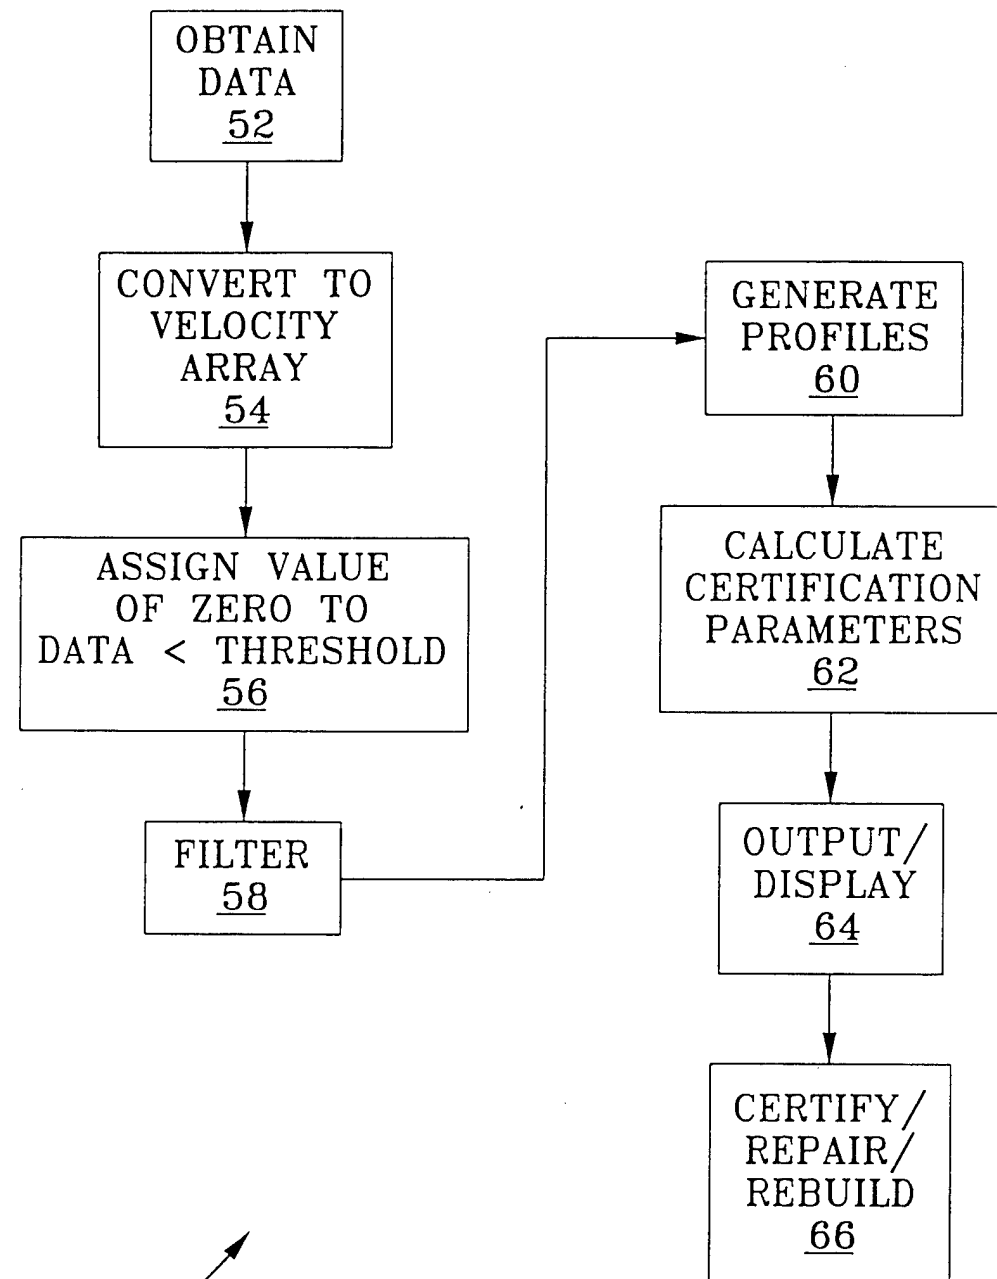 OBTAIN
DATA
52
CONVERT TO
VELOCITY
ARRAY
54
ASSIGN VALUE
OF ZERO TO
DATA < THRESHOLD
56
FILTER
58
GENERATE
PROFILES
60
CALCULATE
CERTIFICATION
PARAMETERS
62
OUTPUT/
DISPLAY
64
CERTIFY/
REPAIR/
REBUILD
66